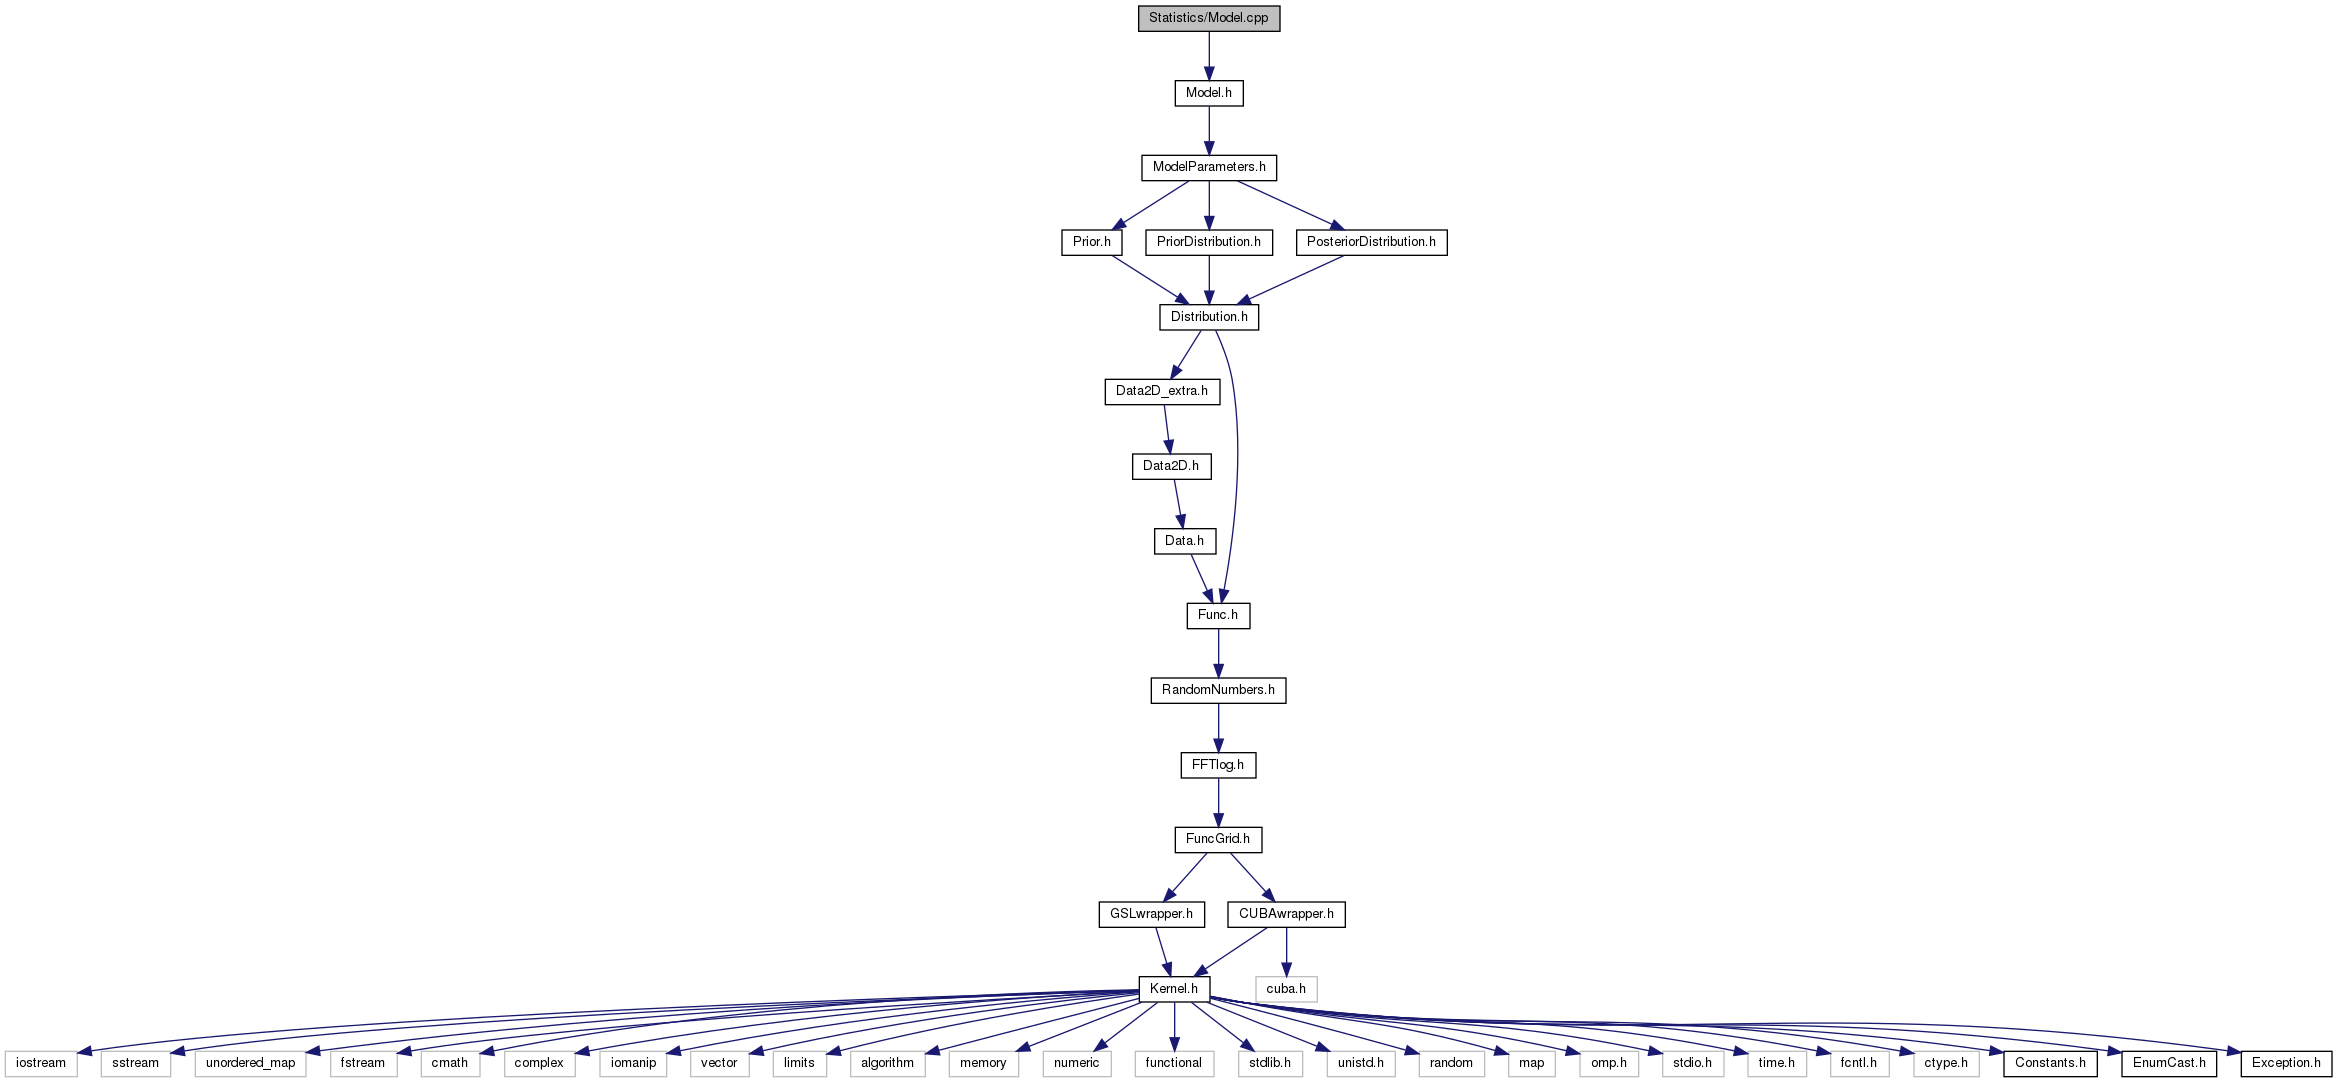 Statistics/Model.cpp
Model.h
ModelParameters.h
Prior.h
PriorDistribution.h
PosteriorDistribution.h
Distribution.h
Data2D_extra.h
Data2D.h
Data.h
Func.h
RandomNumbers.h
FFTlog.h
FuncGrid.h
GSLwrapper.h
CUBAwrapper.h
Kernel.h
cuba.h
iostream
sstream
unordered_map
fstream
cmath
complex
iomanip
vector
limits
algorithm
memory
numeric
functional
stdlib.h
unistd.h
random
map
omp.h
stdio.h
time.h
fcntl.h
ctype.h
Constants.h
EnumCast.h
Exception.h